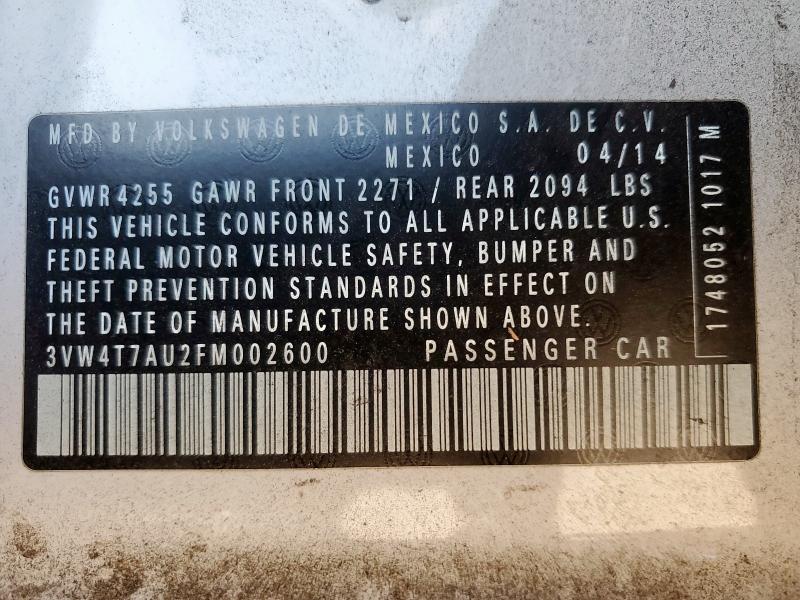 MFD BY VOLKSWAGEN DE MEXICO S.A. DE C.V.
MEXICO 04/14
GVWR 4255 GAWR FRONT 2271 / REAR 2094 LBS
THIS VEHICLE CONFORMS TO ALL APPLICABLE U.S.
FEDERAL MOTOR VEHICLE SAFETY, BUMPER AND
THEFT PREVENTION STANDARDS IN EFFECT ON
THE DATE OF MANUFACTURE SHOWN ABOVE.
3VW4T7AU2FM002600 PASSENGER CAR
1748052 1017 M